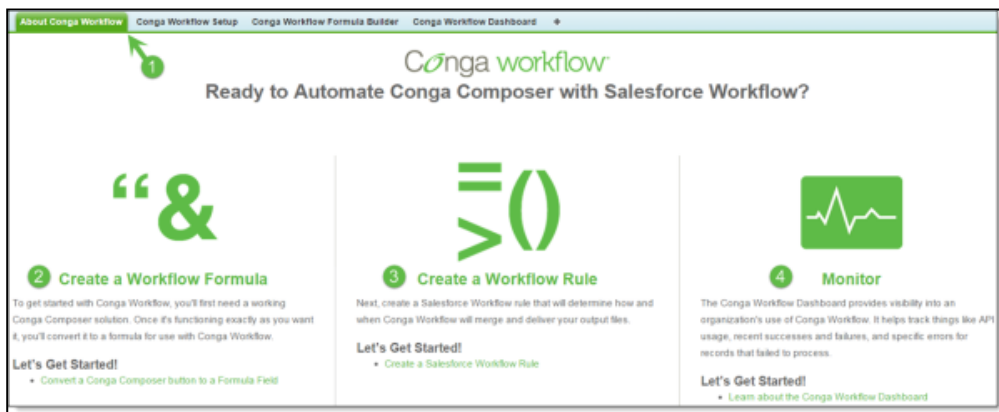 About Conga Workflow Conga Workflow Setup Conga Workflow Formula Builder Conga Workflow Dashboard +
1
Conga workflow
Ready to Automate Conga Composer with Salesforce Workflow?
“&
=
>()
2 Create a Workflow Formula
To get started with Conga Workflow, you'll first need a working
Conga Composer solution. Once it's functioning exactly as you want
it, you'll convert it to a formula for use with Conga Workflow.
Let's Get Started!
• Convert a Conga Composer button to a Formula Field
3 Create a Workflow Rule
Next, create a Salesforce Workflow rule that will determine how and
when Conga Workflow will merge and deliver your output files.
Let's Get Started!
• Create a Salesforce Workflow Rule
4 Monitor
The Conga Workflow Dashboard provides visibility into an
organization's use of Conga Workflow. It helps track things like API
usage, recent successes and failures, and specific errors for
records that failed to process.
Let's Get Started!
• Learn about the Conga Workflow Dashboard